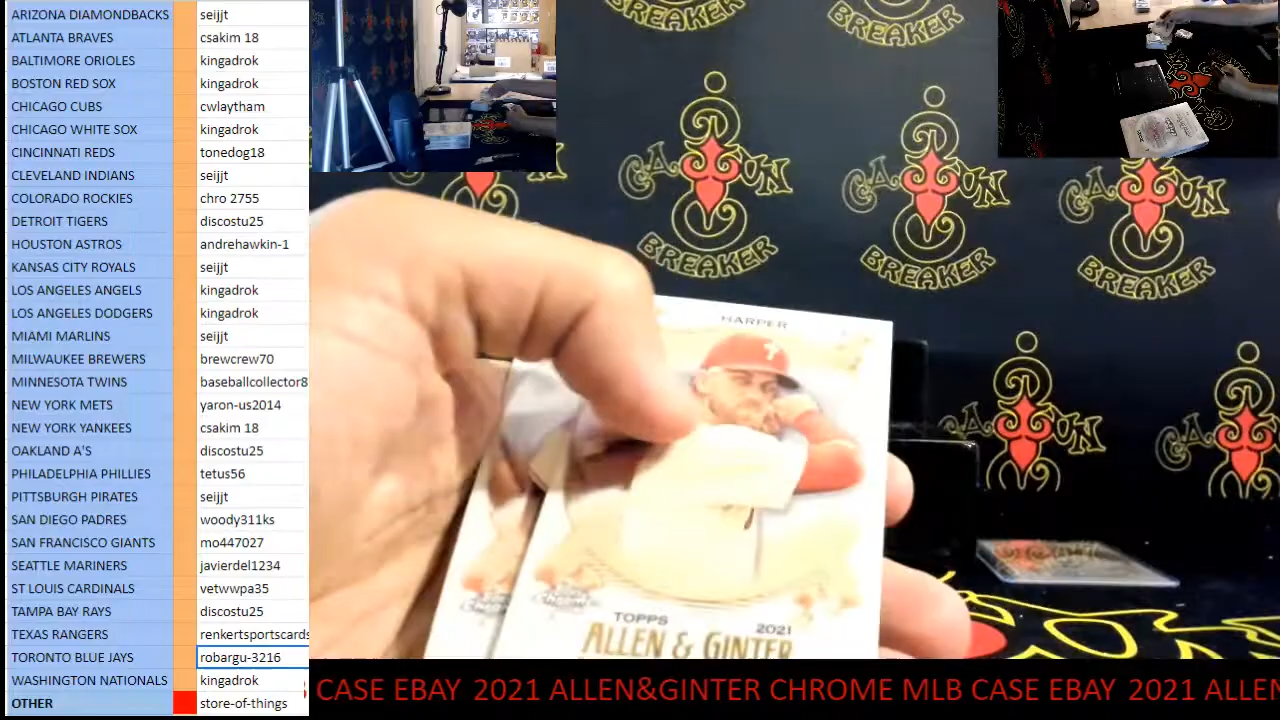 ARIZONA DIAMONDBACKS seijjt
ATLANTA BRAVES csakim 18
BALTIMORE ORIOLES kingadrok
BOSTON RED SOX kingadrok
CHICAGO CUBS cwlaytham
CHICAGO WHITE SOX kingadrok
CINCINNATI REDS tonedog18
CLEVELAND INDIANS seijjt
COLORADO ROCKIES chro 2755
DETROIT TIGERS discostu25
HOUSTON ASTROS andrehawkin-1
KANSAS CITY ROYALS seijjt
LOS ANGELES ANGELS kingadrok
LOS ANGELES DODGERS kingadrok
MIAMI MARLINS seijjt
MILWAUKEE BREWERS brewcrew70
MINNESOTA TWINS baseballcollector8
NEW YORK METS yaron-us2014
NEW YORK YANKEES csakim 18
OAKLAND A'S discostu25
PHILADELPHIA PHILLIES tetus56
PITTSBURGH PIRATES seijjt
SAN DIEGO PADRES woody311ks
SAN FRANCISCO GIANTS mo447027
SEATTLE MARINERS javierdel1234
ST LOUIS CARDINALS vetwwpa35
TAMPA BAY RAYS discostu25
TEXAS RANGERS renkertsportscards
TORONTO BLUE JAYS robargu-3216
WASHINGTON NATIONALS kingadrok
OTHER store-of-things
BREAKER
BREAKER
BREAKER
BREAKER
BREAKER
HARPER
TOPPS 2021
ALLEN & GINTER
CASE EBAY 2021 ALLEN&GINTER CHROME MLB CASE EBAY 2021 ALLEN